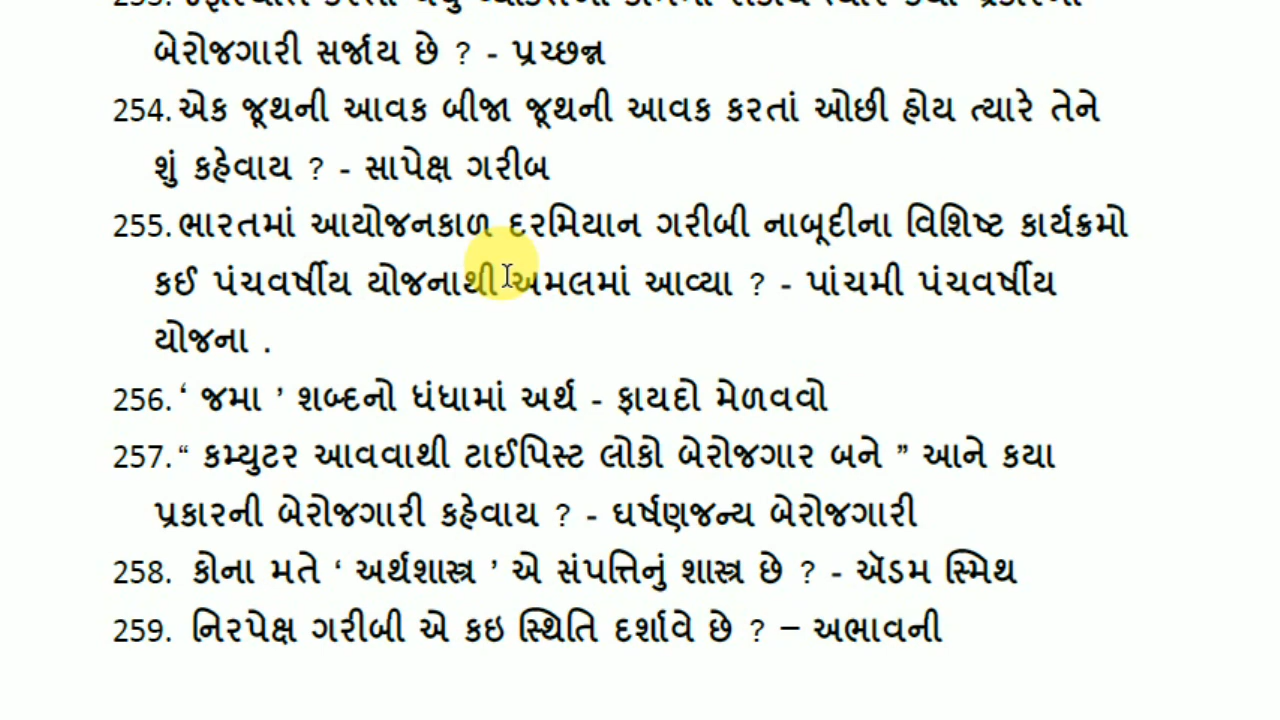 બેરોજગારી સર્જાય છે ? - પ્રચ્છન્ન
254. એક જૂથની આવક બીજા જૂથની આવક કરતાં ઓછી હોય ત્યારે તેને
શું કહેવાય ? - સાપેક્ષ ગરીબ
255. ભારતમાં આયોજનકાળ દરમિયાન ગરીબી નાબૂદીના વિશિષ્ટ કાર્યક્રમો
કઈ પંચવર્ષીય યોજનાથી અમલમાં આવ્યા ? - પાંચમી પંચવર્ષીય
યોજના .
256. ‘ જમા ’ શબ્દનો ધંધામાં અર્થ - ફાયદો મેળવવો
257. “ કમ્યુટર આવવાથી ટાઈપિસ્ટ લોકો બેરોજગાર બને ” આને કયા
પ્રકારની બેરોજગારી કહેવાય ? - ઘર્ષણજન્ય બેરોજગારી
258. કોના મતે ‘ અર્થશાસ્ત્ર ’ એ સંપત્તિનું શાસ્ત્ર છે ? - ઍડમ સ્મિથ
259. નિરપેક્ષ ગરીબી એ કઇ સ્થિતિ દર્શાવે છે ? – અભાવની